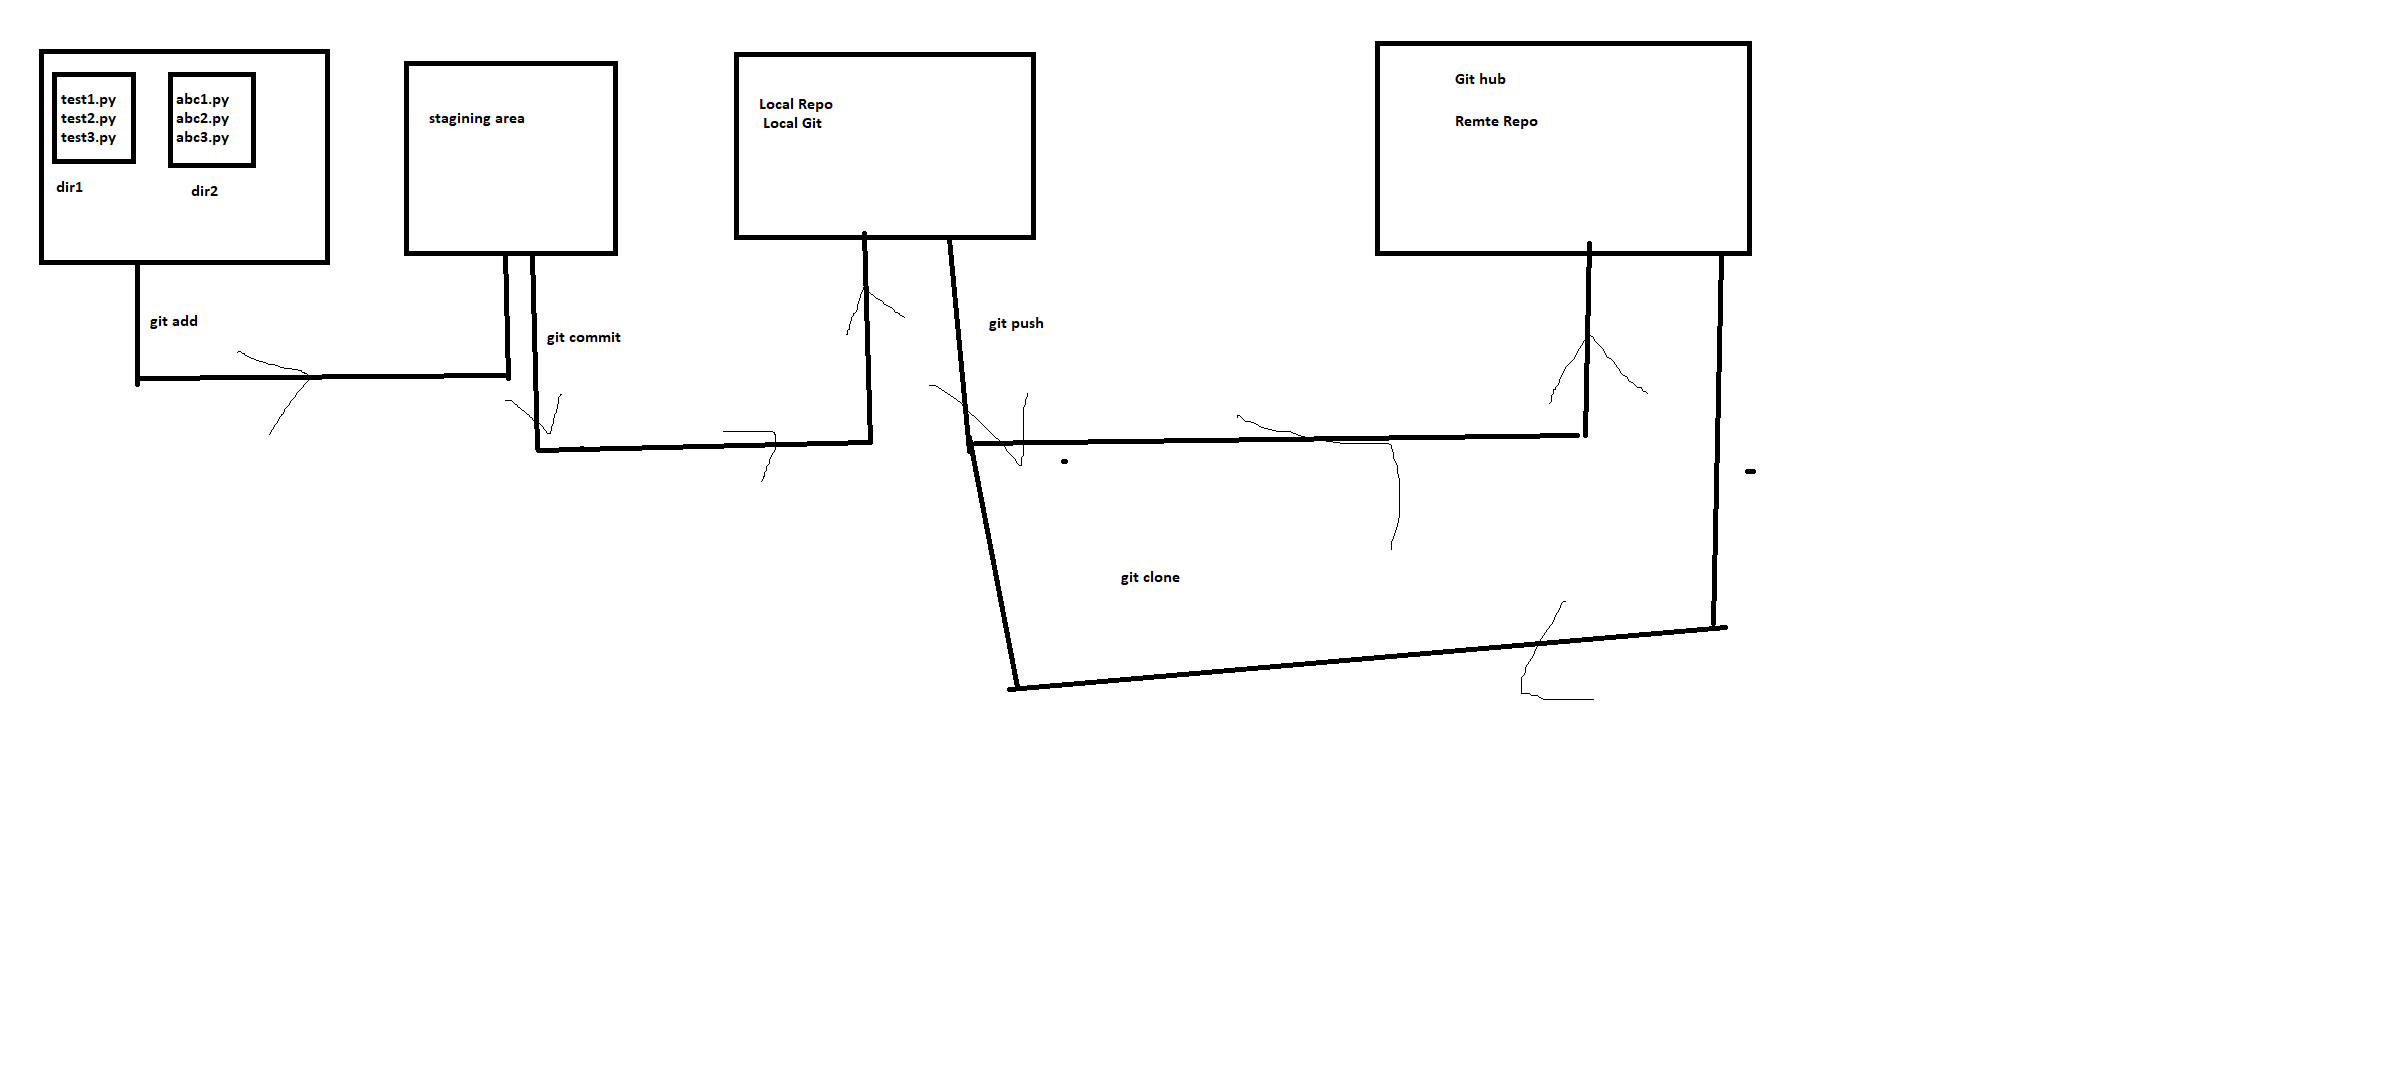 test1.py
test2.py
test3.py
dir1
abc1.py
abc2.py
abc3.py
dir2
stagining area
Local Repo
Local Git
Git hub
Remte Repo
git add
git commit
git push
git clone